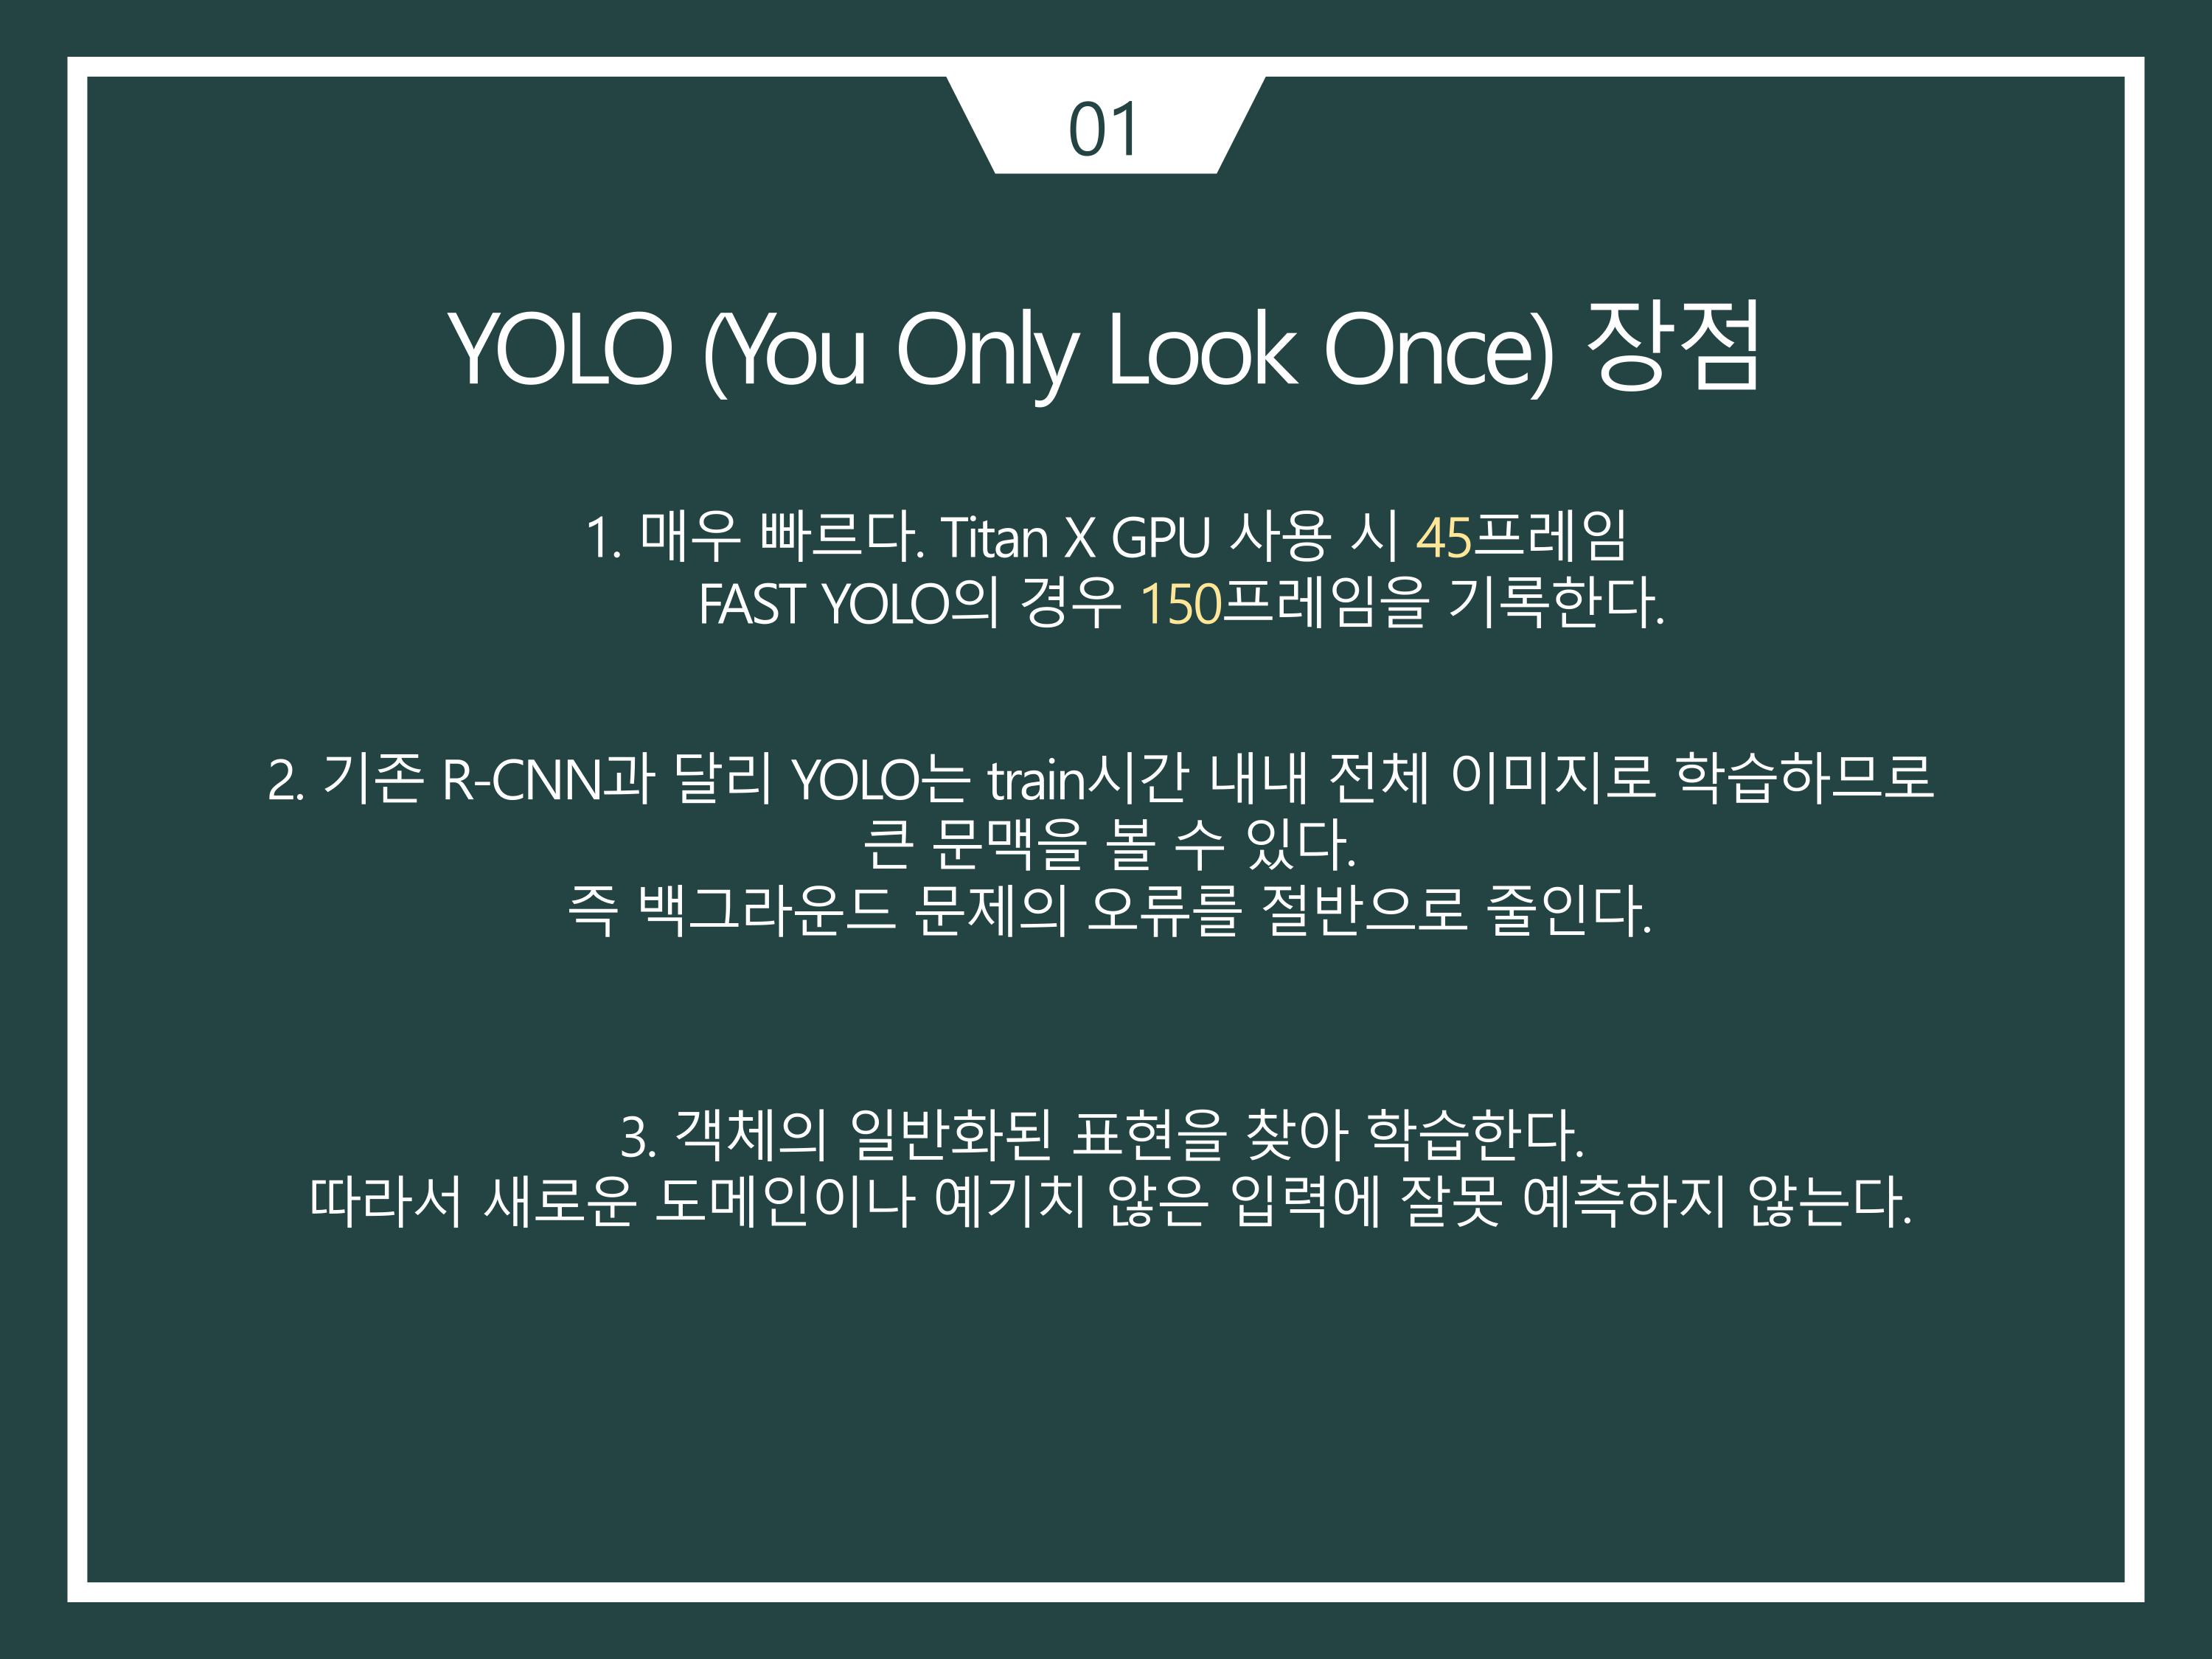 01
YOLO (You Only Look Once) 장점
1. 매우 빠르다. Titan X GPU 사용 시 45프레임
FAST YOLO의 경우 150프레임을 기록한다.
2. 기존 R-CNN과 달리 YOLO는 train시간 내내 전체 이미지로 학습하므로
큰 문맥을 볼 수 있다.
즉 백그라운드 문제의 오류를 절반으로 줄인다.
3. 객체의 일반화된 표현을 찾아 학습한다.
따라서 새로운 도메인이나 예기치 않은 입력에 잘못 예측하지 않는다.